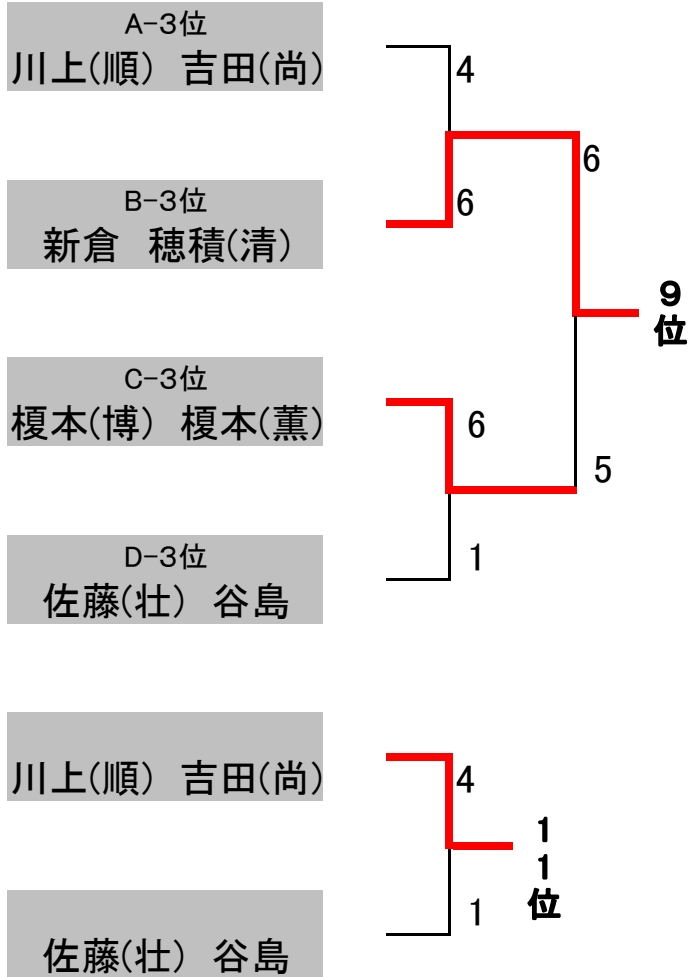 A-3位
川上(順)　吉田(尚)
4
6
6
B-3位
新倉　穂積(清)
9位
C-3位
榎本(博)　榎本(薫)
6
5
D-3位
佐藤(壮)　谷島
1
川上(順)　吉田(尚)
4
11位
佐藤(壮)　谷島
1